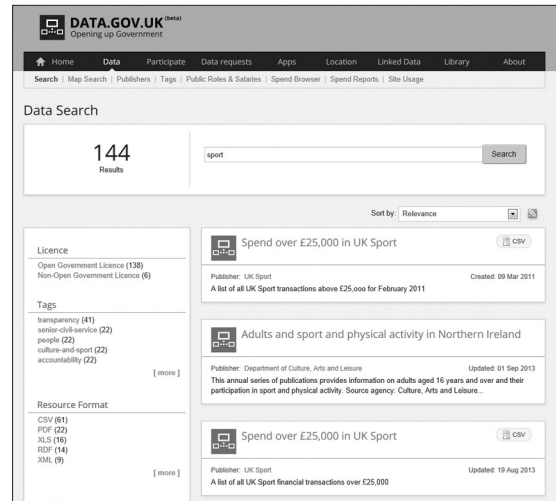 DATA.GOV.UK (beta)
Opening up Government
Home Data Participate Data requests Apps Location Linked Data Library About
Search | Map Search | Publishers | Tags | Public Roles & Salaries | Spend Browser | Spend Reports | Site Usage
Data Search
144
Results
sport
Search
Sort by: Relevance
Licence
Open Government Licence (138)
Non-Open Government Licence (6)
Tags
transparency (41)
senior-civil-service (22)
people (22)
culture-and-sport (22)
accountability (22)
[ more ]
Resource Format
CSV (61)
PDF (22)
XLS (16)
RDF (14)
XML (9)
[ more ]
Spend over £25,000 in UK Sport
CSV
Publisher: UK Sport Created: 09 Mar 2011
A list of all UK Sport transactions above £25,ooo for February 2011
Adults and sport and physical activity in Northern Ireland
Publisher: Department of Culture, Arts and Leisure Updated: 01 Sep 2013
This annual series of publications provides information on adults aged 16 years and over and their
participation in sport and physical activity. Source agency: Culture, Arts and Leisure...
Spend over £25,000 in UK Sport
CSV
Publisher: UK Sport Updated: 19 Aug 2013
A list of all UK Sport financial transactions over £25,000